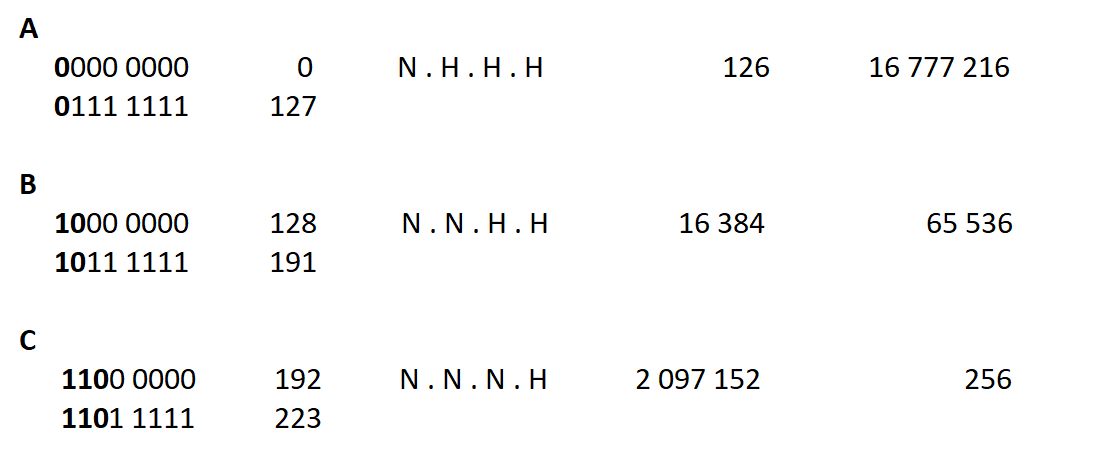 A
0000 0000 0 N . H . H . H 126 16 777 216
0111 1111 127
B
1000 0000 128 N . N . H . H 16 384 65 536
1011 1111 191
C
1100 0000 192 N . N . N . H 2 097 152 256
1101 1111 223